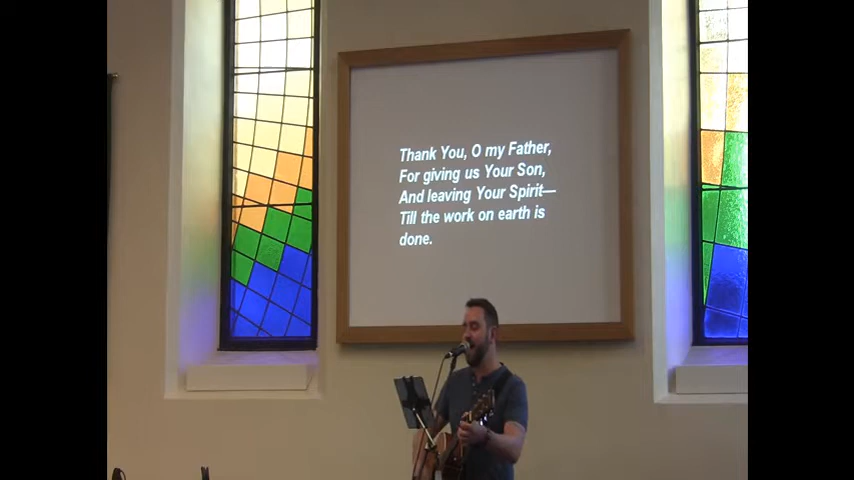 Thank You, O my Father,
For giving us Your Son,
And leaving Your Spirit—
Till the work on earth is
done.